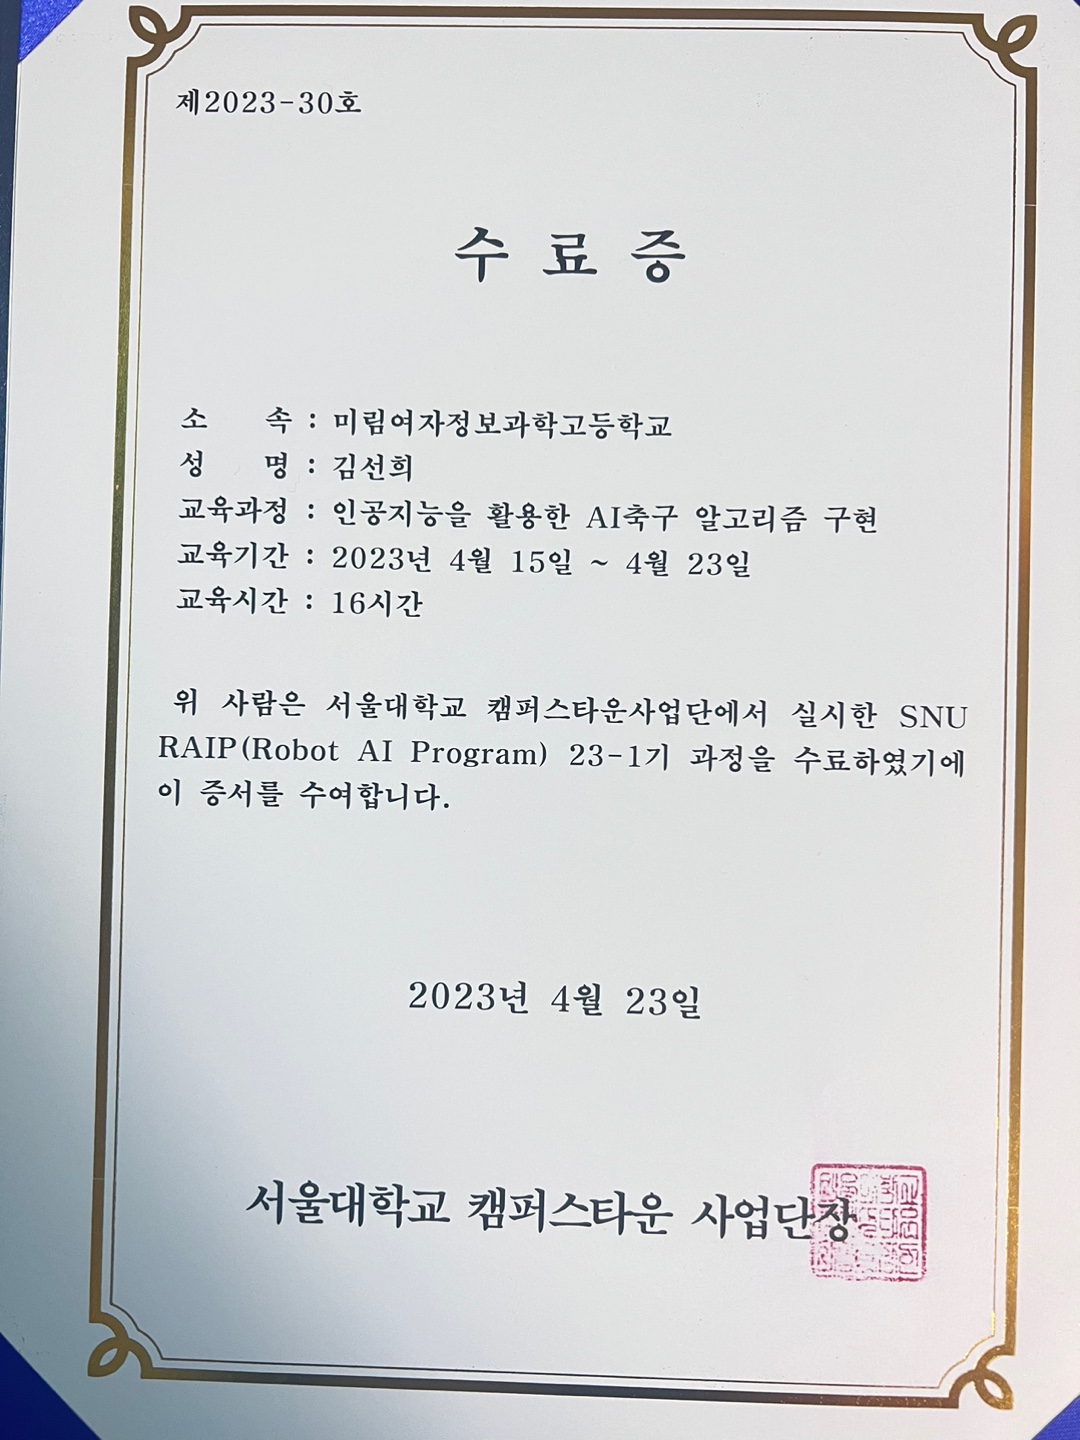 제2023-30호
수 료 증
소 속 : 미림여자정보과학고등학교
성 명 : 김선희
교육과정 : 인공지능을 활용한 AI축구 알고리즘 구현
교육기간 : 2023년 4월 15일 ~ 4월 23일
교육시간 : 16시간
위 사람은 서울대학교 캠퍼스타운사업단에서 실시한 SNU
RAIP(Robot AI Program) 23-1기 과정을 수료하였기에
이 증서를 수여합니다.
2023년 4월 23일
서울대학교 캠퍼스타운 사업단장